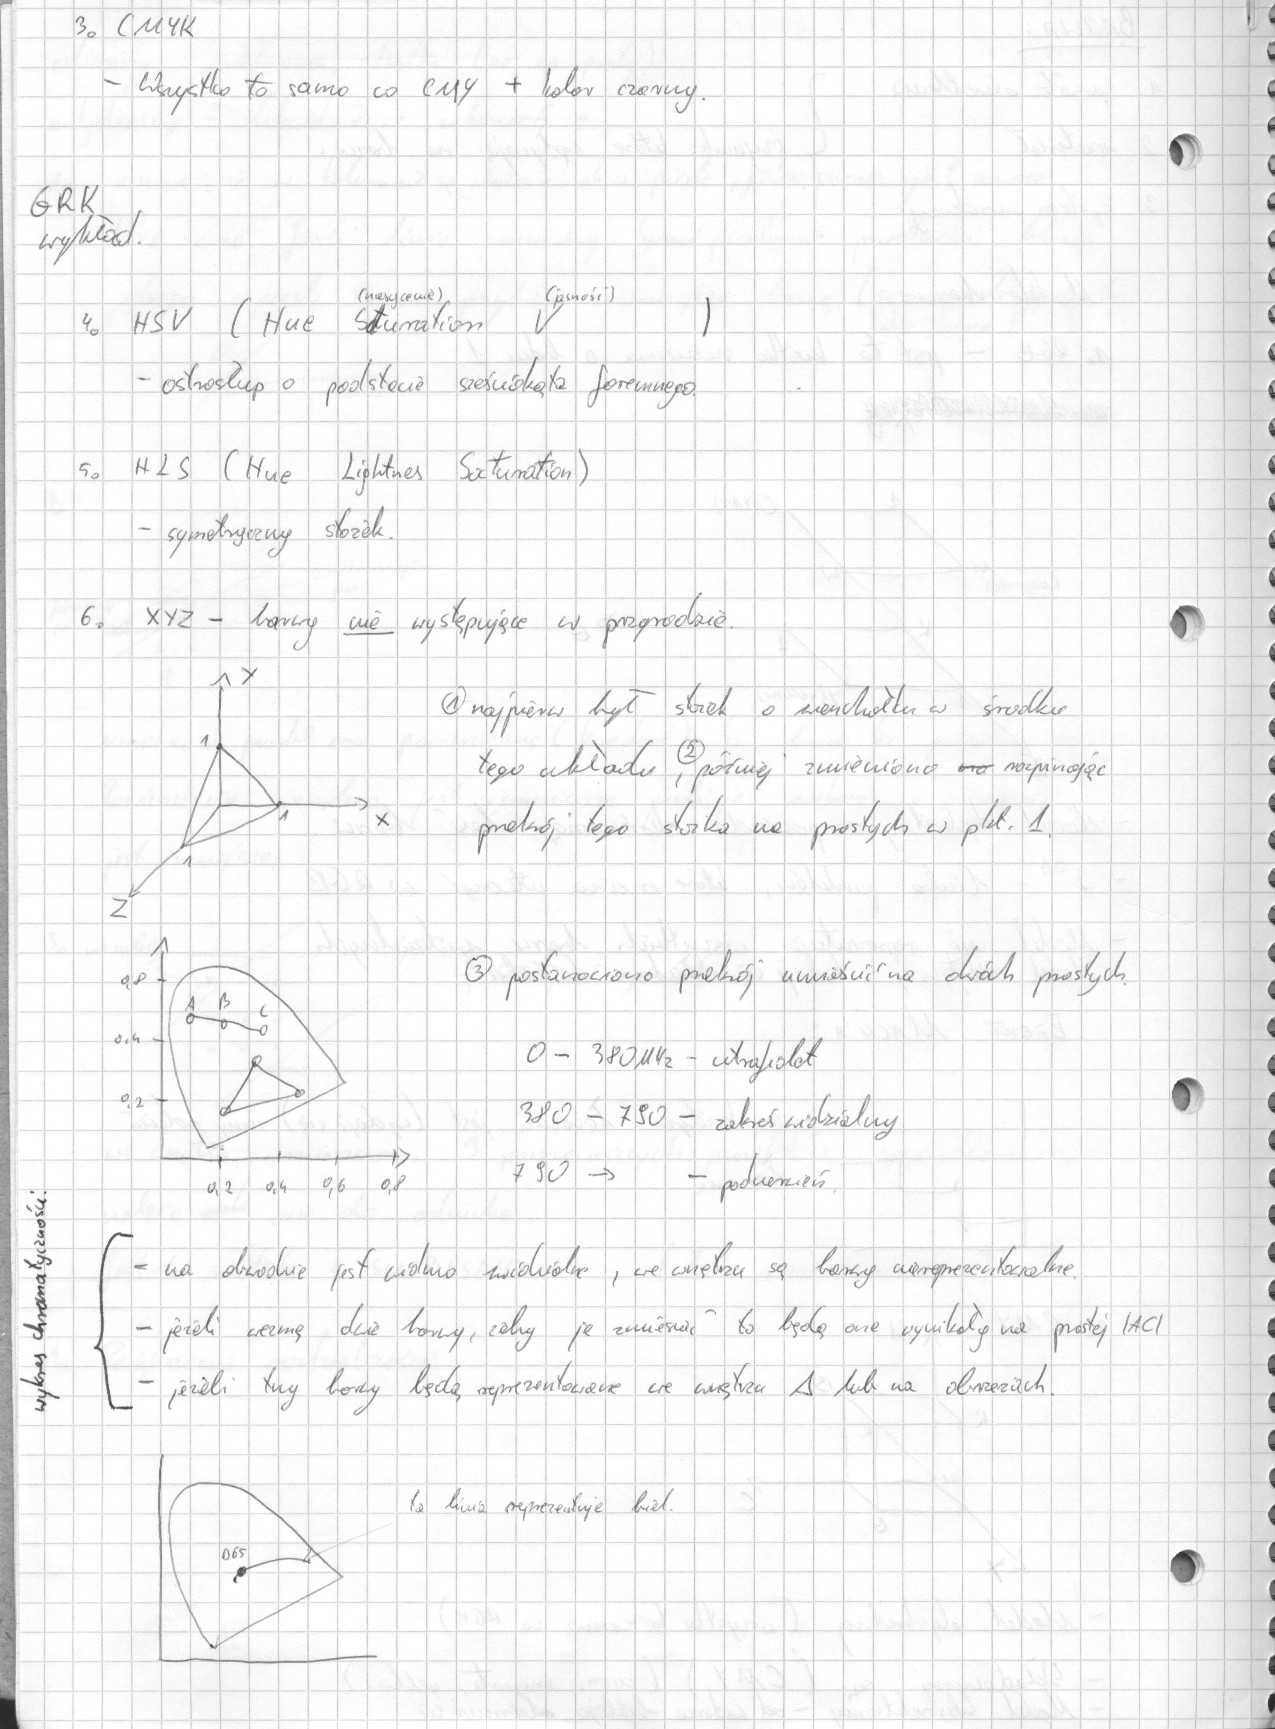 3. CMYK
- Wszystko to samo co CMY + kolor czarny.
GRK
wykład.
(nasycenie) (jasność)
4. HSV ( Hue Saturation V )
- ostrosłup o podstawie sześciokąta foremnego.
5. HLS (Hue Lightnes Saturation)
- symetryczny stożek.
6. XYZ - barwy nie występujące w przyrodzie.
Y
1
1
X
1
Z
① najpierw był stożek o wierzchołku w środku
tego układu, ② później zmieniono rozpinając
przekrój tego stożka na prostych w pkt. 1.
③ postanowiono przekrój umieścić na dwóch prostych.
0,8
A B C
0,4
0,2
0,2 0,4 0,6 0,8
0 - 380 MHz - utrafiolet
380 - 790 - zakres widzialny
790 → - podczerwień.
wykres chromatyczności:
- na obwodzie jest widmo widzialne, we wnętrzu są barwy niereprezentowalne.
- jeżeli wezmę dwie barwy, żeby je zmieszać to będą one wynikały na prostej |AC|
- jeżeli trzy barwy będą reprezentowane we wnętrzu Δ lub na obrzeżach.
ta linia reprezentuje biel.
D65